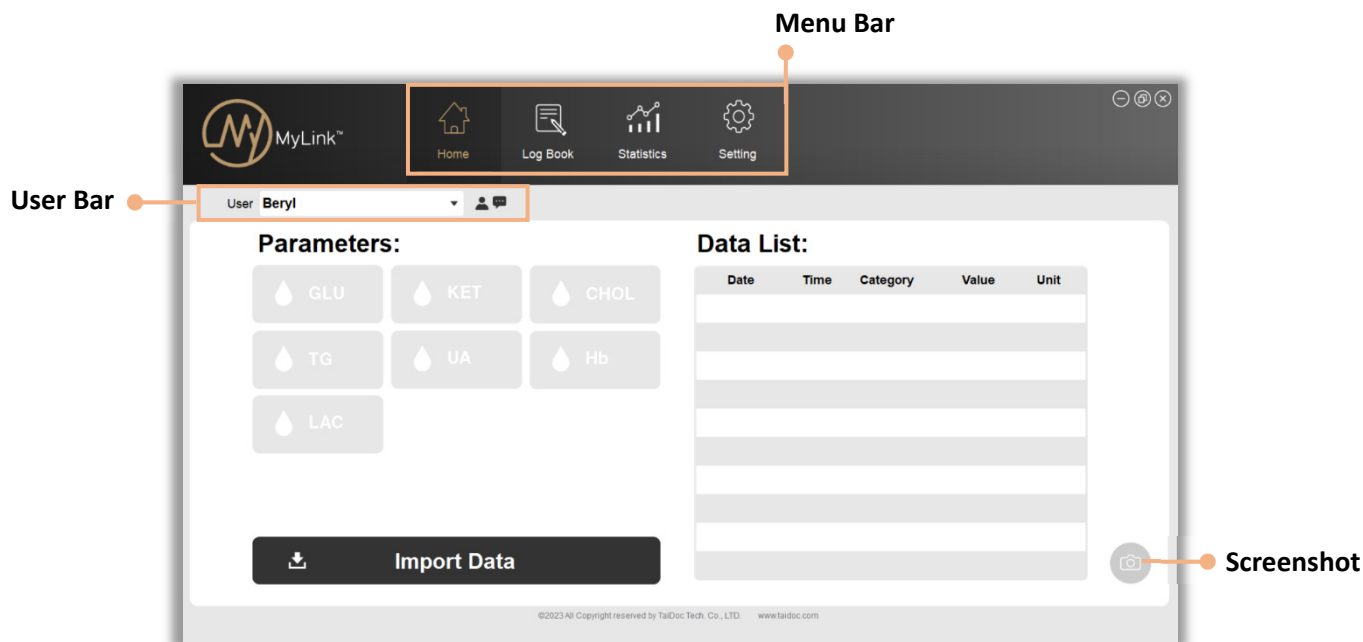 Menu Bar
MyLink™
Home
Log Book
Statistics
Setting
User Bar
User Beryl
Parameters:
GLU
KET
CHOL
TG
UA
Hb
LAC
Import Data
Data List:
Date Time Category Value Unit
Screenshot
©2023 All Copyright reserved by TaiDoc Tech. Co., LTD. www.taidoc.com